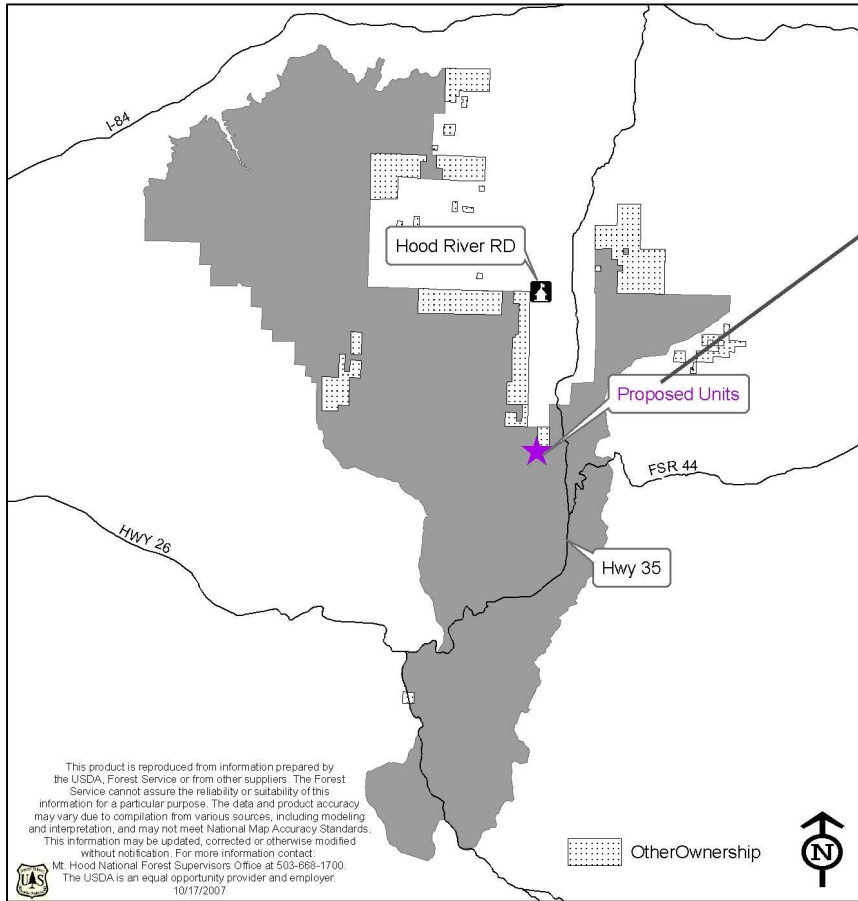 I-84
Hood River RD
Proposed Units
FSR 44
HWY 26
Hwy 35
This product is reproduced from information prepared by
the USDA, Forest Service or from other suppliers. The Forest
Service cannot assure the reliability or suitability of this
information for a particular purpose. The data and product accuracy
may vary due to compilation from various sources, including modeling
and interpretation, and may not meet National Map Accuracy Standards.
This information may be updated, corrected or otherwise modified
without notification. For more information contact:
Mt. Hood National Forest Supervisors Office at 503-668-1700.
The USDA is an equal opportunity provider and employer.
10/17/2007
OtherOwnership
N
UAS